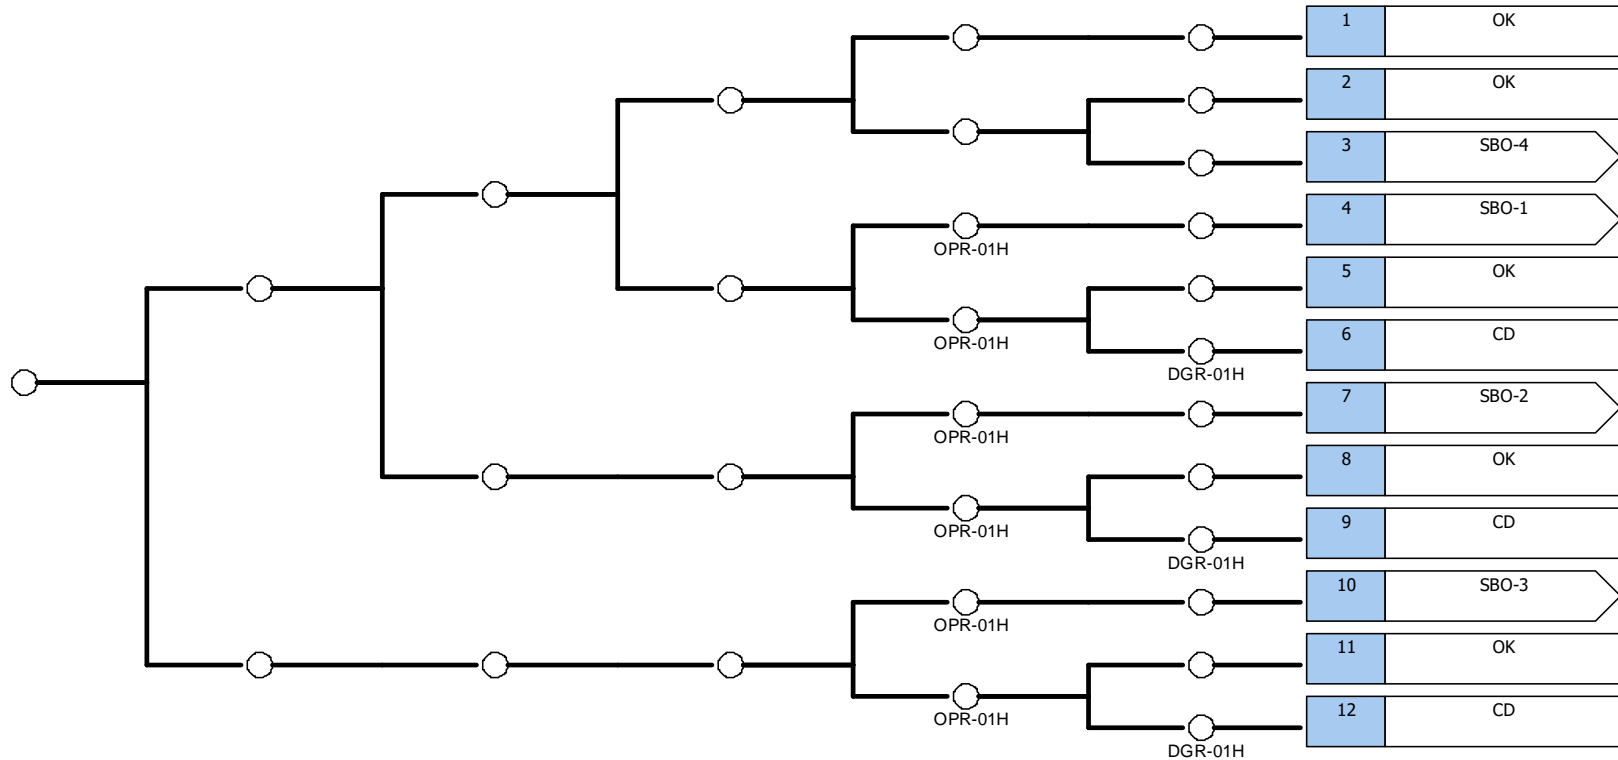 1 OK
2 OK
3 SBO-4
4 SBO-1
OPR-01H
5 OK
OPR-01H
6 CD
DGR-01H
7 SBO-2
OPR-01H
8 OK
OPR-01H
9 CD
DGR-01H
10 SBO-3
OPR-01H
11 OK
OPR-01H
12 CD
DGR-01H